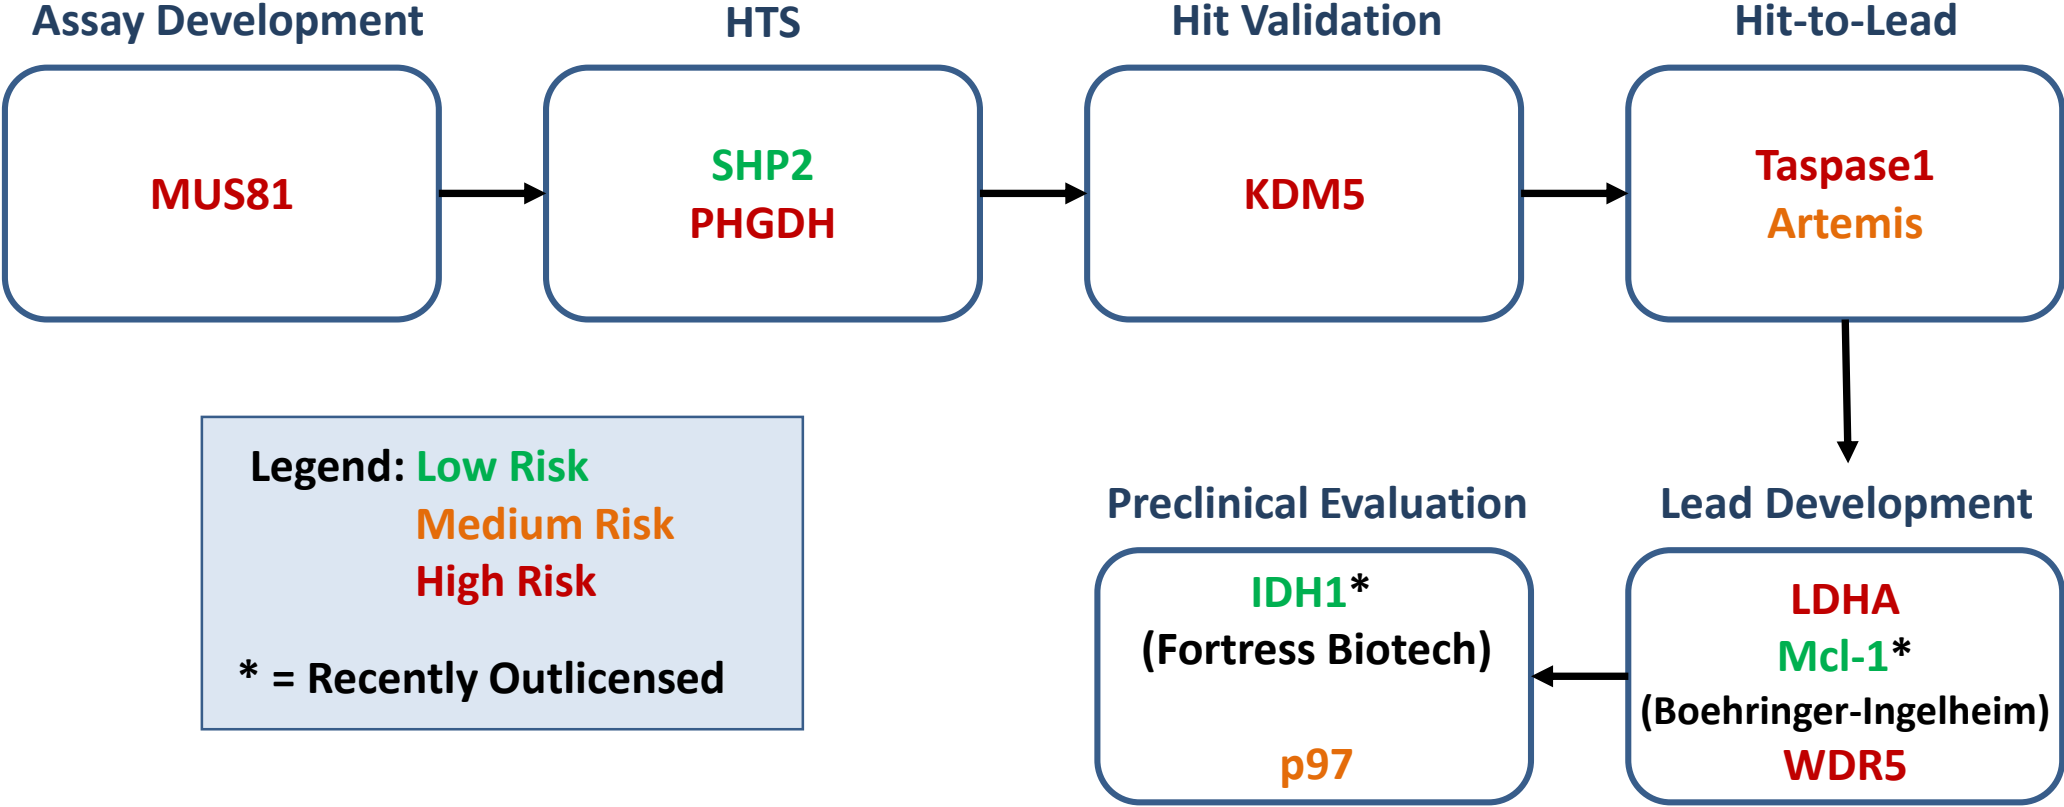 Assay Development
MUS81
HTS
SHP2
PHGDH
Hit Validation
KDM5
Hit-to-Lead
Taspase1
Artemis
Lead Development
LDHA
Mcl-1*
(Boehringer-Ingelheim)
WDR5
Preclinical Evaluation
IDH1*
(Fortress Biotech)
p97
Legend: Low Risk
Medium Risk
High Risk
* = Recently Outlicensed